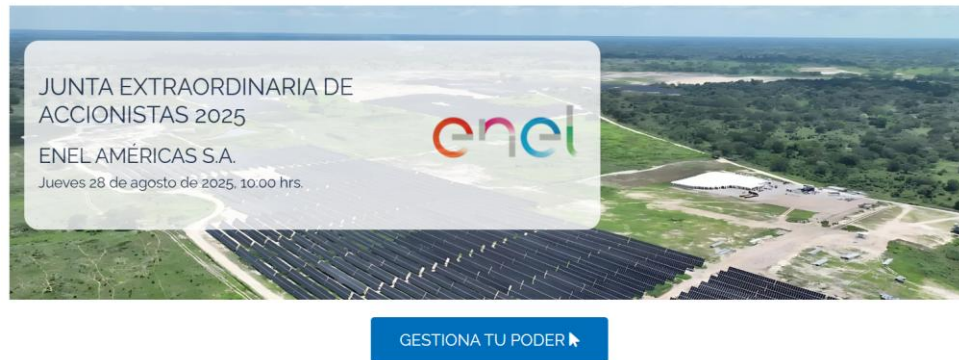 JUNTA EXTRAORDINARIA DE
ACCIONISTAS 2025
enel
ENEL AMÉRICAS S.A.
Jueves 28 de agosto de 2025, 10.00 hrs.
GESTIONA TU PODER